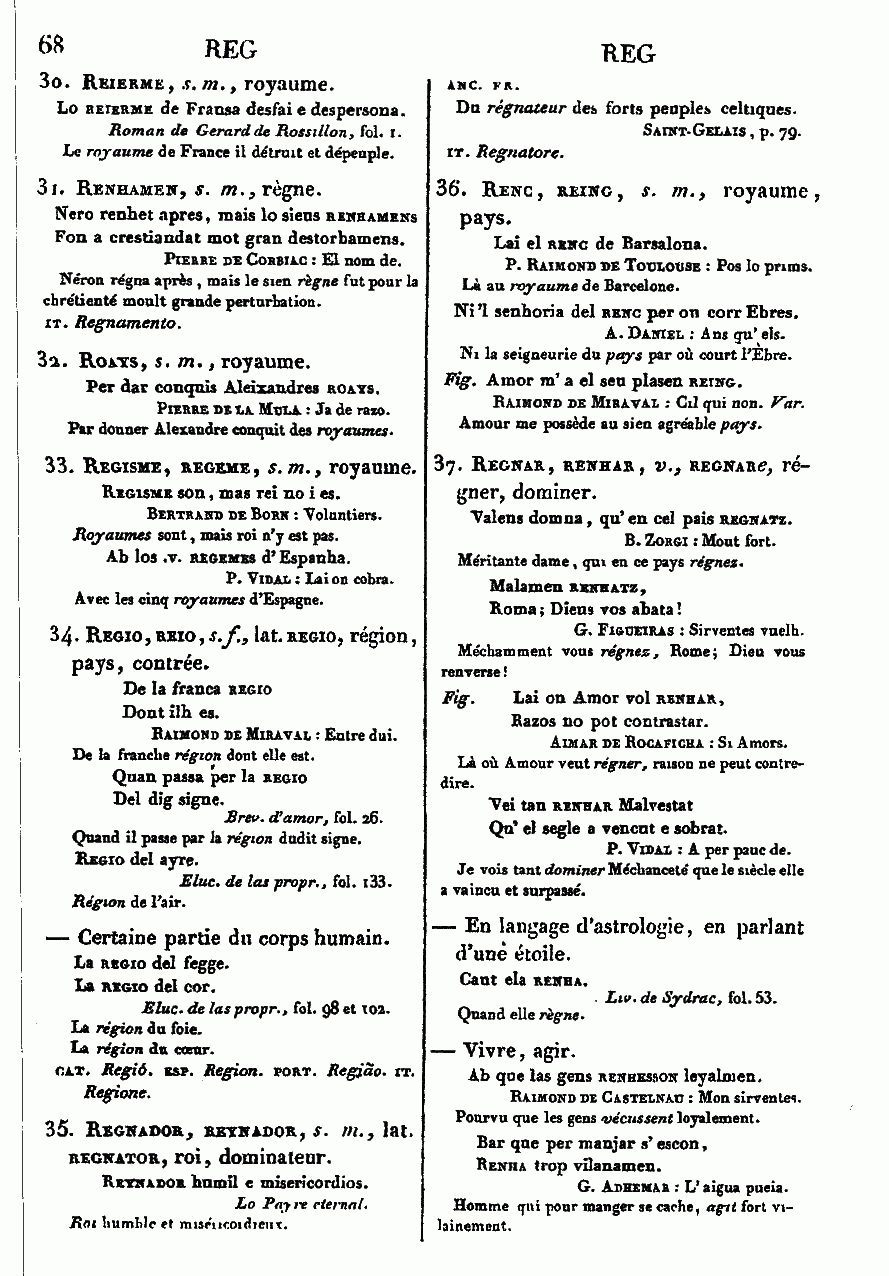 68
REG
REG
30. REIERME, s. m., royaume.
Lo REIERME de Fransa desfai e despersona.
Roman de Gerard de Rossillon, fol. 1.
Le royaume de France il détruit et dépeuple.
31. RENHAMEN, s. m., règne.
Nero renhet apres, mais lo siens RENHAMENS
Fon a crestiandat mot gran destorbamens.
PIERRE DE CORBIAC : El nom de.
Néron régna après, mais le sien règne fut pour la
chrétienté moult grande perturbation.
IT. Regnamento.
32. ROATS, s. m., royaume.
Per dar conquis Aleixandres ROATS.
PIERRE DE LA MULA : Ja de razo.
Par donner Alexandre conquit des royaumes.
33. REGISME, REGEME, s. m., royaume.
REGISME son, mas rei no i es.
BERTRAND DE BORN : Voluntiers.
Royaumes sont, mais roi n'y est pas.
Ab los .v. REGEMES d'Espanha.
P. VIDAL : Lai on cobra.
Avec les cinq royaumes d'Espagne.
34. REGIO, REIO, s. f., lat. REGIO, région,
pays, contrée.
De la franca REGIO
Dont ilh es.
RAIMOND DE MIRAVAL : Entre dui.
De la franche région dont elle est.
Quan passa per la REGIO
Del dig signe.
Brev. d'amor, fol. 26.
Quand il passe par la région dudit signe.
REGIO del ayre.
Eluc. de las propr., fol. 133.
Région de l'air.
— Certaine partie du corps humain.
La REGIO del fegge.
La REGIO del cor.
Eluc. de las propr., fol. 98 et 102.
La région du foie.
La région du cœur.
CAT. Regió. ESP. Region. PORT. Região. IT.
Regione.
35. REGNADOR, REYNADOR, s. m., lat.
REGNATOR, roi, dominateur.
REYNADOR humil e misericordios.
Lo Payre eternal.
Roi humble et miséricordieux.
ANC. FR.
Du régnateur des forts peuples celtiques.
SAINT-GELAIS, p. 79.
IT. Regnatore.
36. RENC, REING, s. m., royaume,
pays.
Lai el RENC de Barsalona.
P. RAIMOND DE TOULOUSE : Pos lo prims.
Là au royaume de Barcelone.
Ni'l senhoria del RENC per on corr Ebres.
A. DANIEL : Ans qu'els.
Ni la seigneurie du pays par où court l'Èbre.
Fig. Amor m'a el seu plasen REING.
RAIMOND DE MIRAVAL : Cil qui non. Var.
Amour me possède au sien agréable pays.
37. REGNAR, RENHAR, v., REGNARe, ré-
gner, dominer.
Valens domna, qu'en cel pais REGNATZ.
B. ZORGI : Mout fort.
Méritante dame, qui en ce pays régnez.
Malamen RENHATZ,
Roma; Dieus vos abata!
G. FIGUEIRAS : Sirventes vuelh.
Méchamment vous régnez, Rome; Dieu vous
renverse!
Fig. Lai on Amor vol RENHAR,
Razos no pot contrastar.
AIMAR DE ROCAFICHA : Si Amors.
Là où Amour veut régner, raison ne peut contre-
dire.
Vei tan RENHAR Malvestat
Qu'el segle a vencut e sobrat.
P. VIDAL : A per pauc de.
Je vois tant dominer Méchanceté que le siècle elle
a vaincu et surpassé.
— En langage d'astrologie, en parlant
d'une étoile.
Cant ela RENHA.
Liv. de Sydrac, fol. 53.
Quand elle règne.
— Vivre, agir.
Ab que las gens RENHESSON leyalmen.
RAIMOND DE CASTELNAU : Mon sirventes.
Pourvu que les gens vécussent loyalement.
Bar que per manjar s'escon,
RENHA trop vilanamen.
G. ADHEMAR : L'aigua pueia.
Homme qui pour manger se cache, agit fort vi-
lainement.